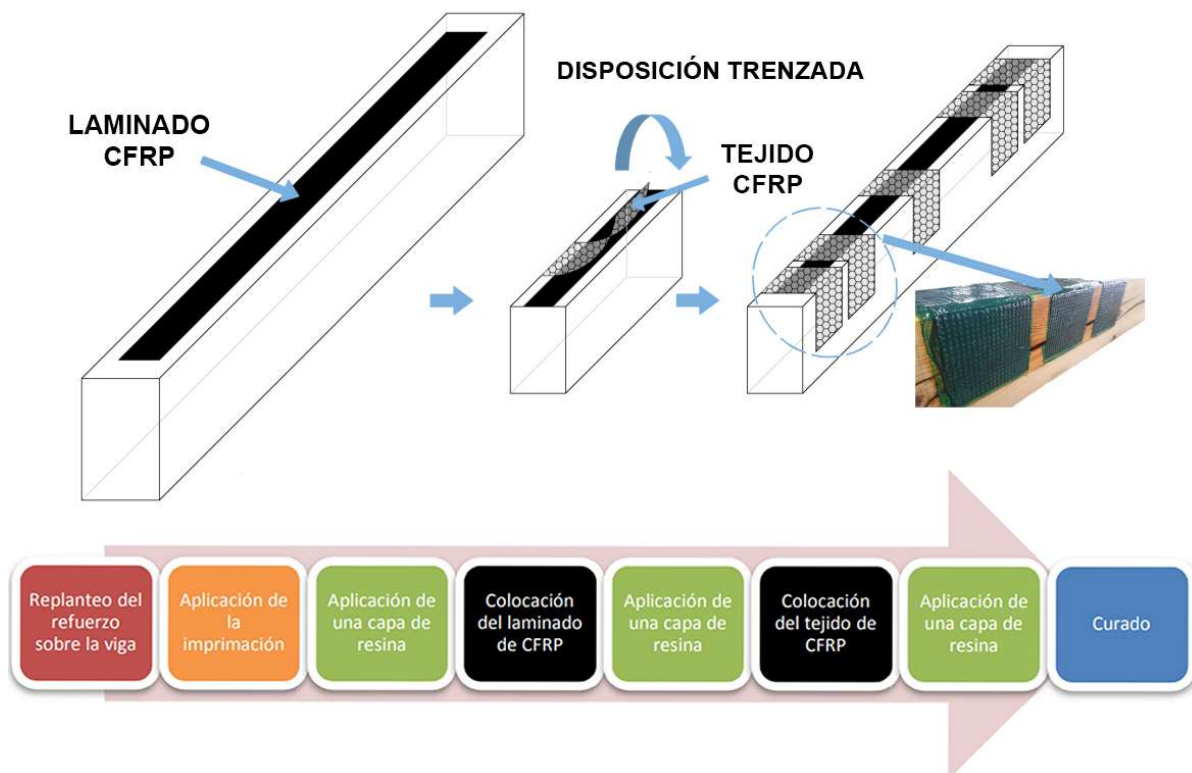 LAMINADO
CFRP
DISPOSICIÓN TRENZADA
TEJIDO
CFRP
Replanteo del
refuerzo
sobre la viga
Aplicación de
la
imprimación
Aplicación de
una capa de
resina
Colocación
del laminado
de CFRP
Aplicación de
una capa de
resina
Colocación
del tejido de
CFRP
Aplicación de
una capa de
resina
Curado